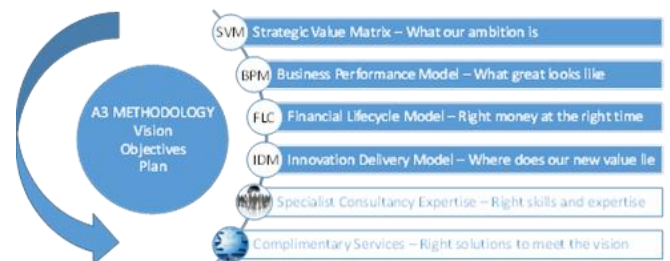 A3 METHODOLOGY
Vision
Objectives
Plan
SVM Strategic Value Matrix – What our ambition is
BPM Business Performance Model – What great looks like
FLC Financial Lifecycle Model – Right money at the right time
IDM Innovation Delivery Model – Where does our new value lie
Specialist Consultancy Expertise – Right skills and expertise
Complimentary Services – Right solutions to meet the vision